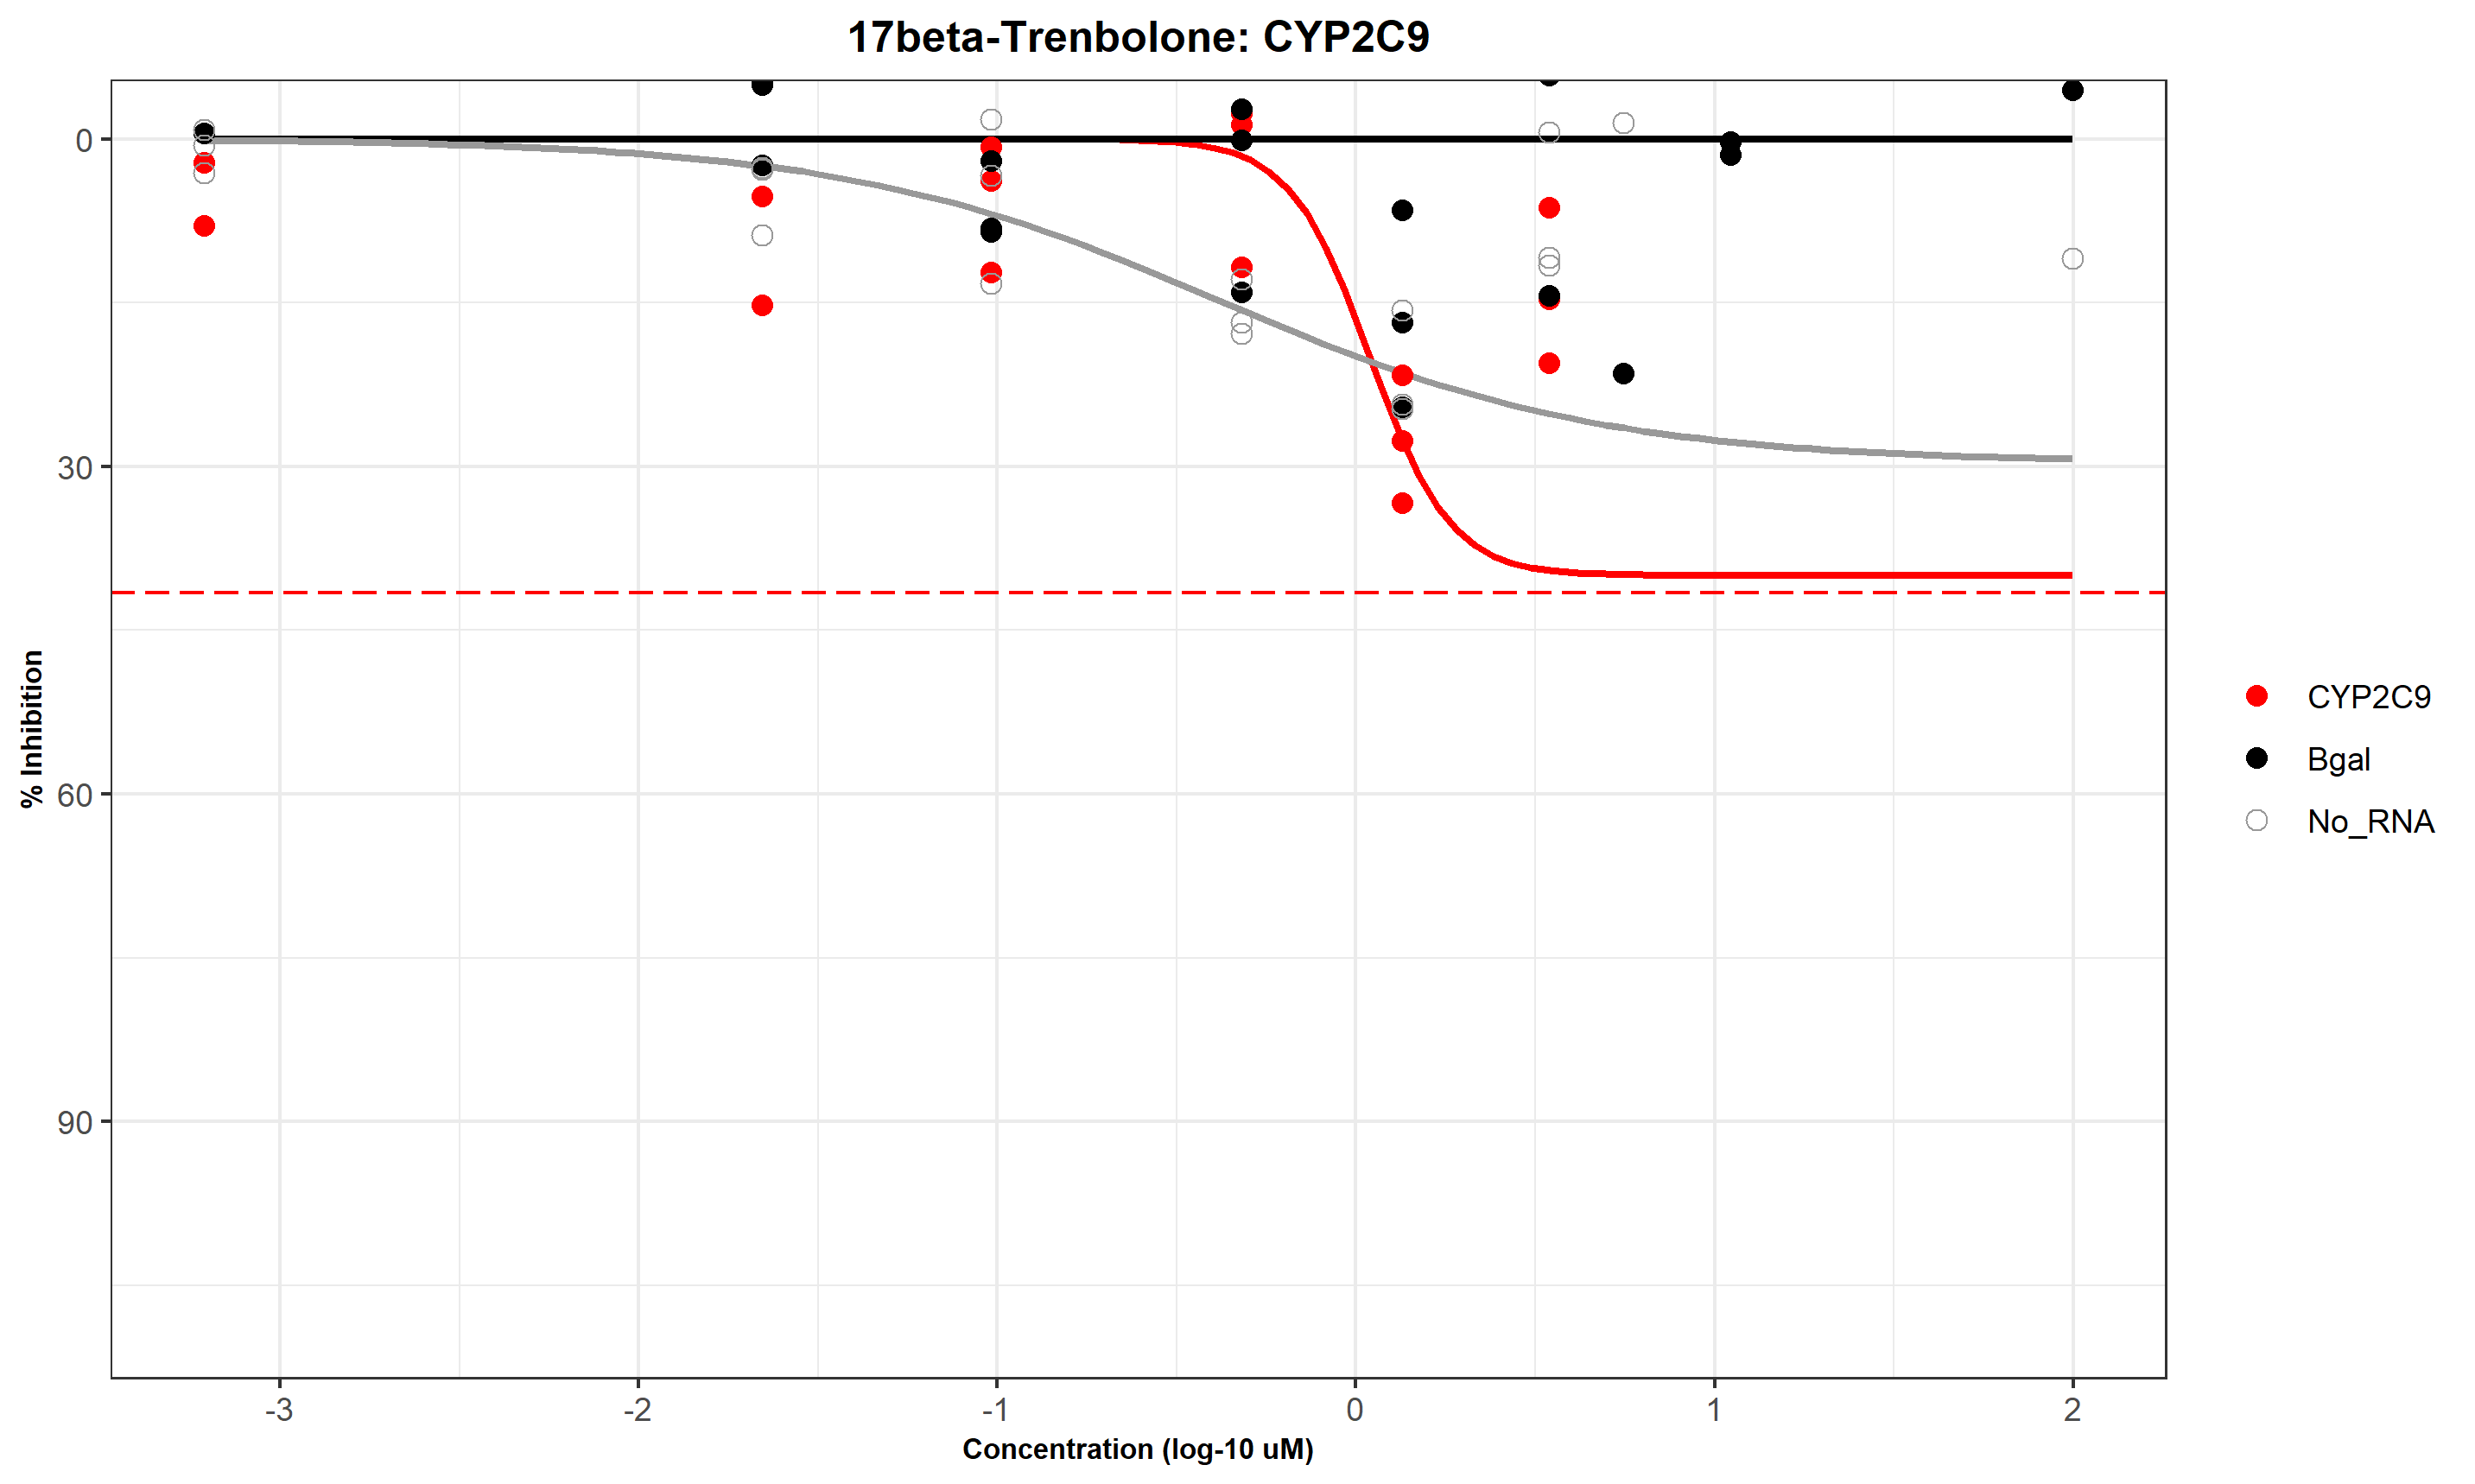 17beta-Trenbolone: CYP2C9
0
30
60
90
% Inhibition
-3
-2
-1
0
1
2
Concentration (log-10 uM)
CYP2C9
Bgal
No_RNA